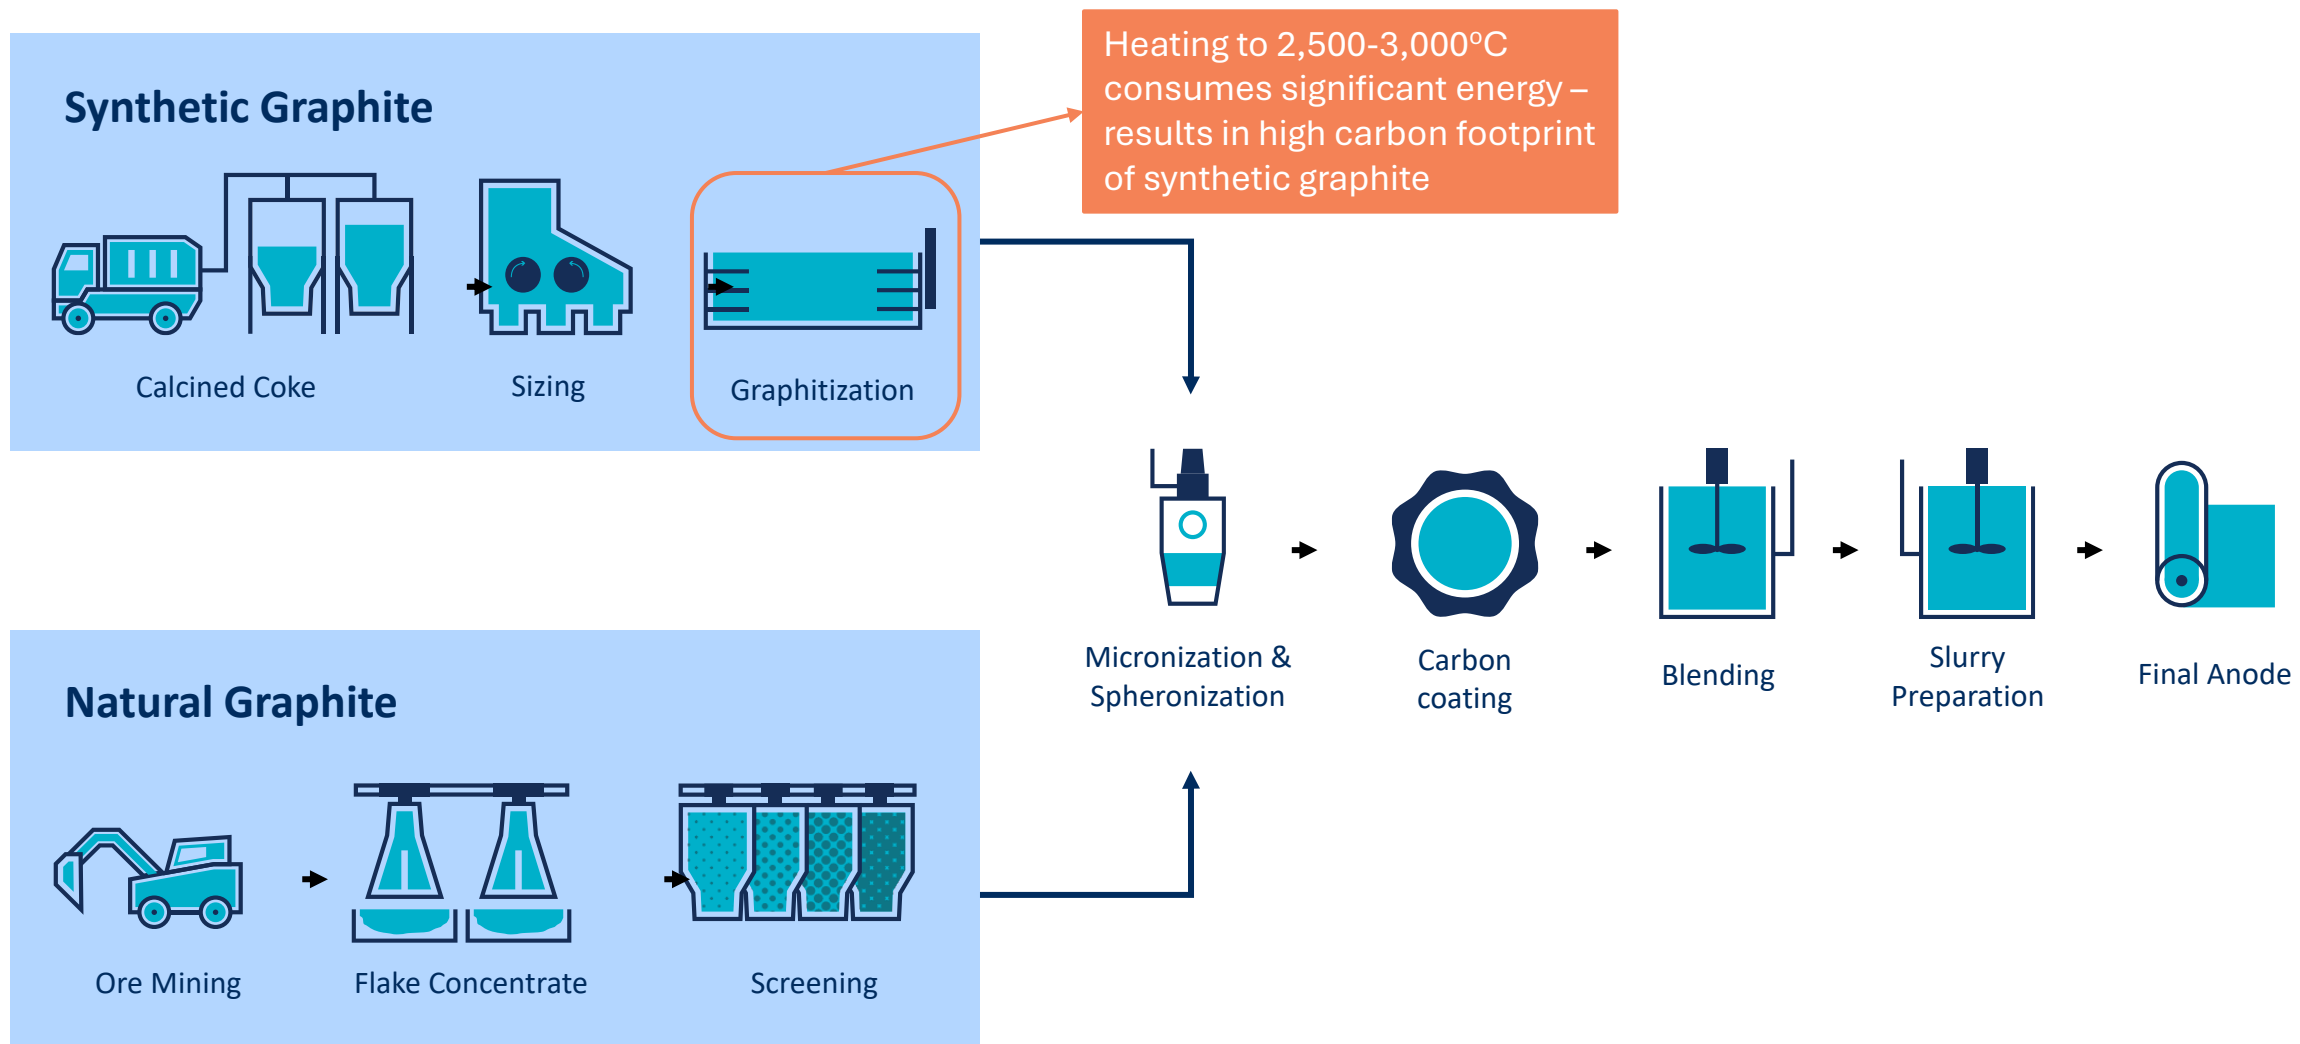 Heating to 2,500-3,000°C
consumes significant energy –
results in high carbon footprint
of synthetic graphite
Synthetic Graphite
Calcined Coke
Sizing
Graphitization
Micronization &
Spheronization
Carbon
coating
Blending
Slurry
Preparation
Final Anode
Natural Graphite
Ore Mining
Flake Concentrate
Screening